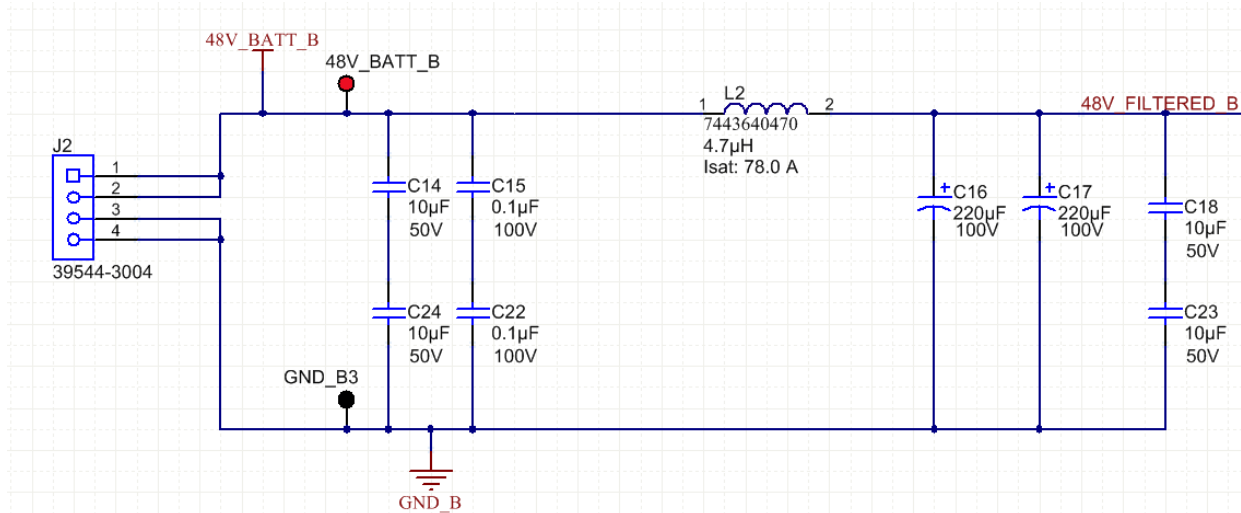 48V_BATT_B
48V_BATT_B
L2
1
2
48V_FILTERED_B
7443640470
4.7µH
Isat: 78.0 A
J2
1
2
3
4
39544-3004
C14
10µF
50V
C15
0.1µF
100V
C16
220µF
100V
C17
220µF
100V
C18
10µF
50V
C24
10µF
50V
C22
0.1µF
100V
C23
10µF
50V
GND_B3
GND_B
+
+